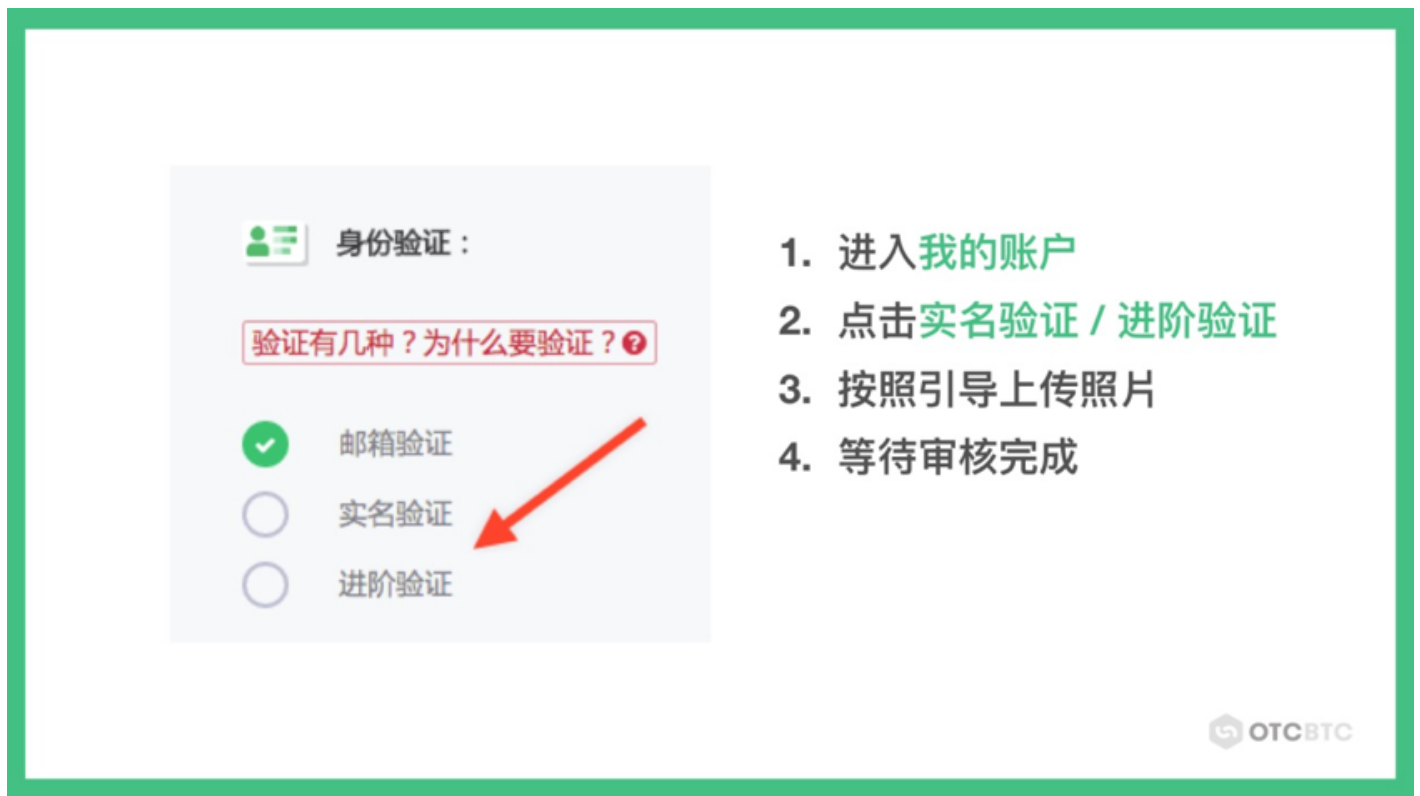 身份验证：
验证有几种？为什么要验证？?
邮箱验证
实名验证
进阶验证
1. 进入我的账户
2. 点击实名验证 / 进阶验证
3. 按照引导上传照片
4. 等待审核完成
OTCBTC